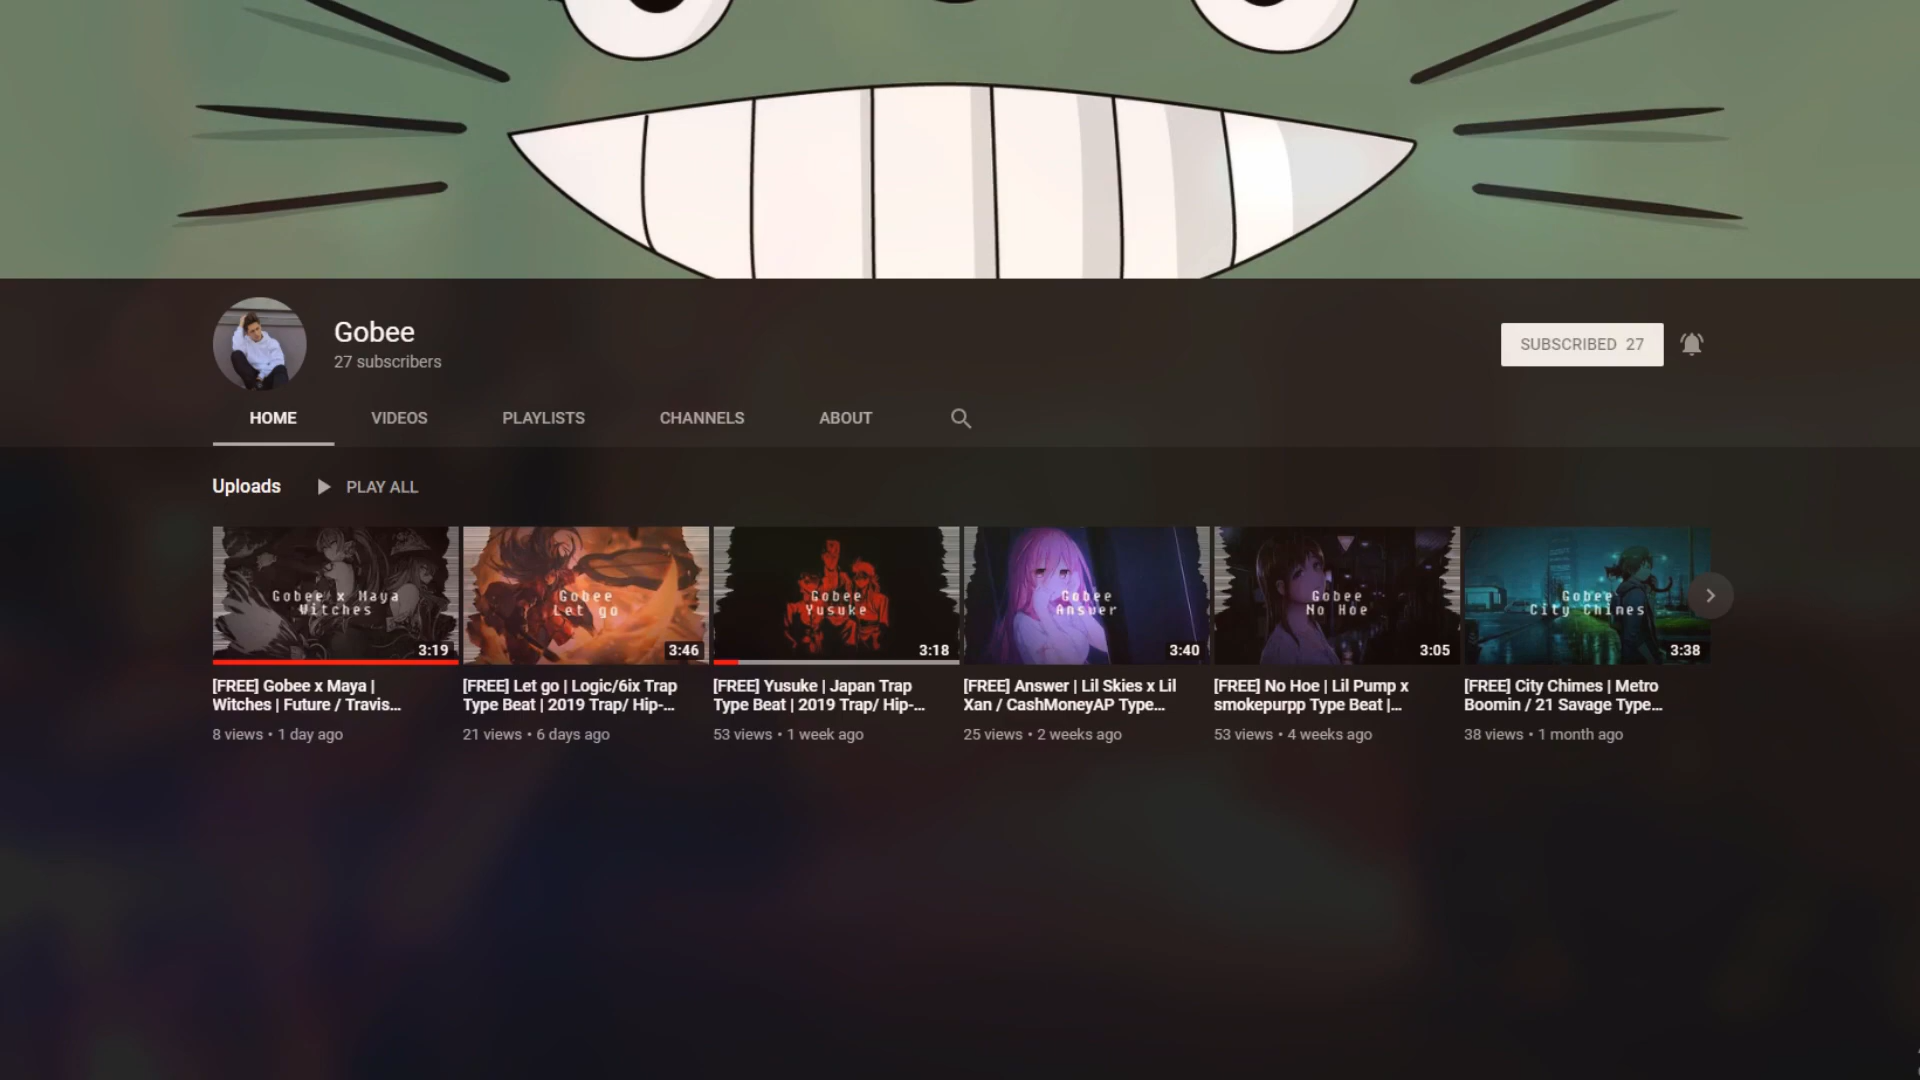 Gobee
27 subscribers
SUBSCRIBED 27
HOME
VIDEOS
PLAYLISTS
CHANNELS
ABOUT
Uploads
PLAY ALL
Gobee x Maya
Witches
3:19
[FREE] Gobee x Maya |
Witches | Future / Travis...
8 views • 1 day ago
Gobee
Let go
3:46
[FREE] Let go | Logic/6ix Trap
Type Beat | 2019 Trap/ Hip-...
21 views • 6 days ago
Gobee
Yusuke
3:18
[FREE] Yusuke | Japan Trap
Type Beat | 2019 Trap/ Hip-...
53 views • 1 week ago
Gobee
Answer
3:40
[FREE] Answer | Lil Skies x Lil
Xan / CashMoneyAP Type...
25 views • 2 weeks ago
Gobee
No Hoe
3:05
[FREE] No Hoe | Lil Pump x
smokepurpp Type Beat |...
53 views • 4 weeks ago
Gobee
City Chimes
3:38
[FREE] City Chimes | Metro
Boomin / 21 Savage Type...
38 views • 1 month ago